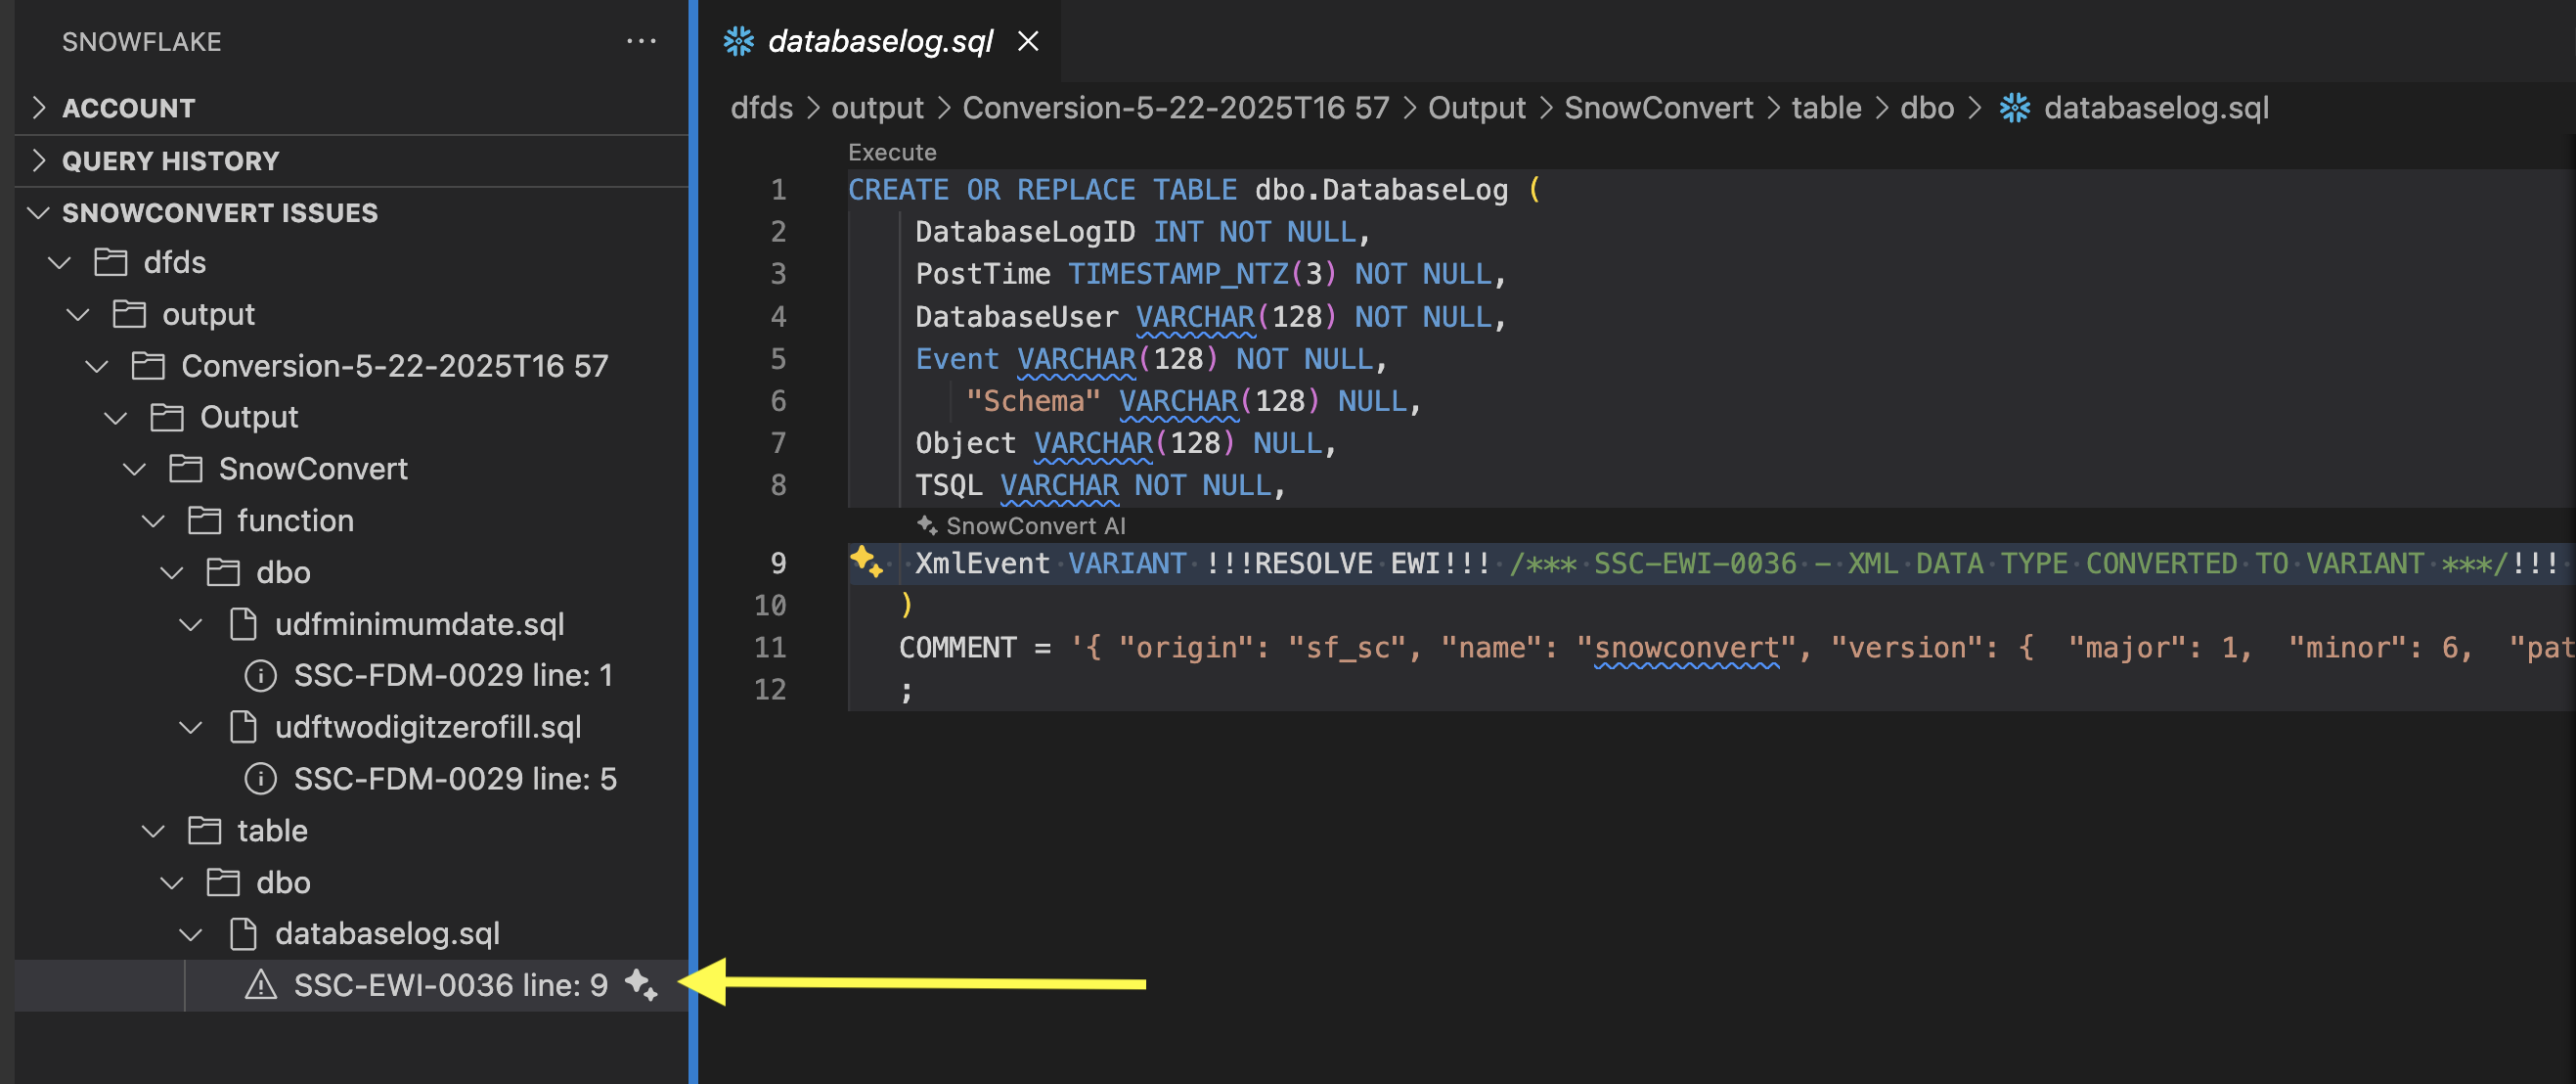 SNOWFLAKE
ACCOUNT
QUERY HISTORY
SNOWCONVERT ISSUES
dfds
output
Conversion-5-22-2025T16 57
Output
SnowConvert
function
dbo
udfminimumdate.sql
SSC-FDM-0029 line: 1
udftwodigitzerofill.sql
SSC-FDM-0029 line: 5
table
dbo
databaselog.sql
SSC-EWI-0036 line: 9
databaselog.sql
dfds > output > Conversion-5-22-2025T16 57 > Output > SnowConvert > table > dbo > databaselog.sql
Execute
1 CREATE OR REPLACE TABLE dbo.DatabaseLog (
2 DatabaseLogID INT NOT NULL,
3 PostTime TIMESTAMP_NTZ(3) NOT NULL,
4 DatabaseUser VARCHAR(128) NOT NULL,
5 Event VARCHAR(128) NOT NULL,
6 "Schema" VARCHAR(128) NULL,
7 Object VARCHAR(128) NULL,
8 TSQL VARCHAR NOT NULL,
SnowConvert AI
9 XmlEvent VARIANT !!!RESOLVE EWI!!! /*** SSC-EWI-0036 - XML DATA TYPE CONVERTED TO VARIANT ***/!!!
10 )
11 COMMENT = '{ "origin": "sf_sc", "name": "snowconvert", "version": { "major": 1, "minor": 6, "pat
12 ;